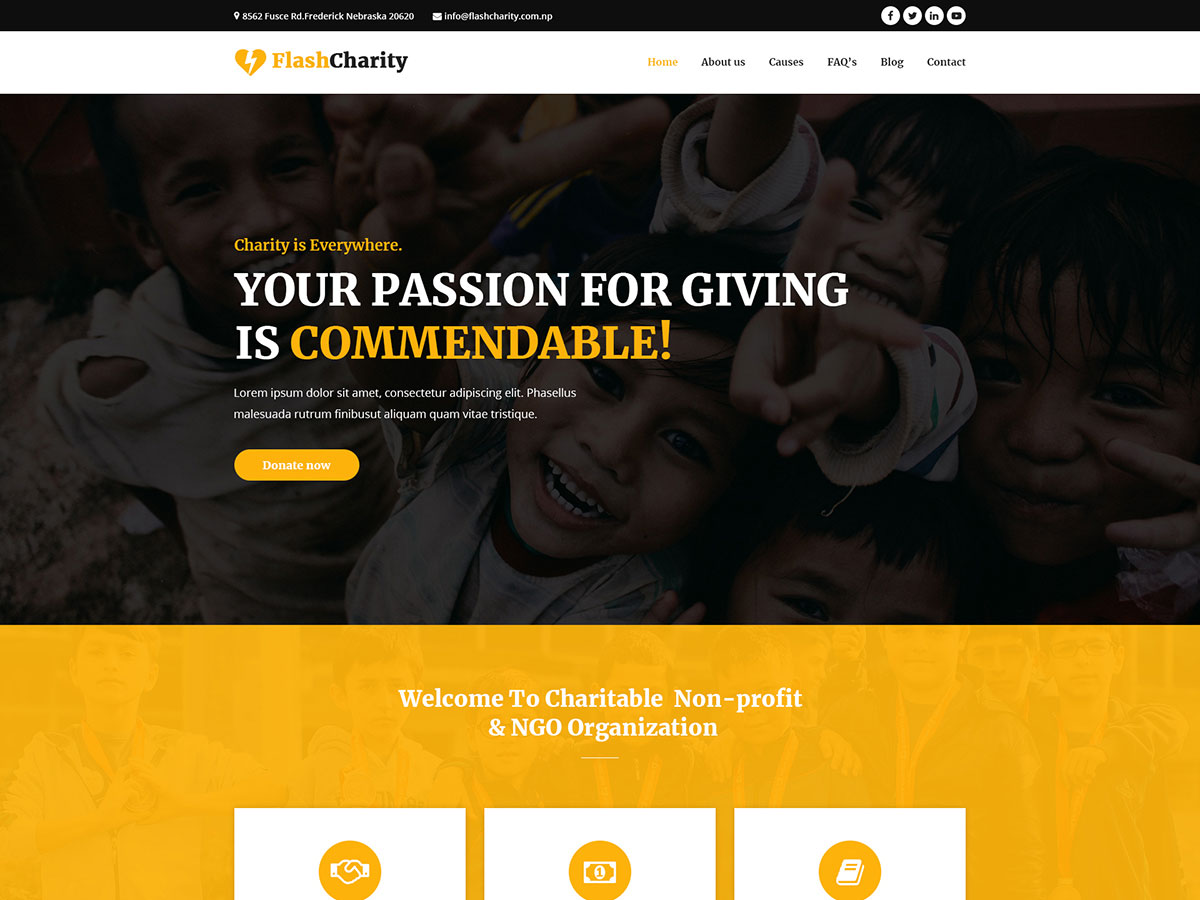 8562 Fusce Rd.Frederick Nebraska 20620
info@flashcharity.com.np
FlashCharity
Home
About us
Causes
FAQ's
Blog
Contact
Charity is Everywhere.
YOUR PASSION FOR GIVING
IS COMMENDABLE!
Lorem ipsum dolor sit amet, consectetur adipiscing elit. Phasellus
malesuada rutrum finibusut aliquam quam vitae tristique.
Donate now
Welcome To Charitable Non-profit
& NGO Organization
1